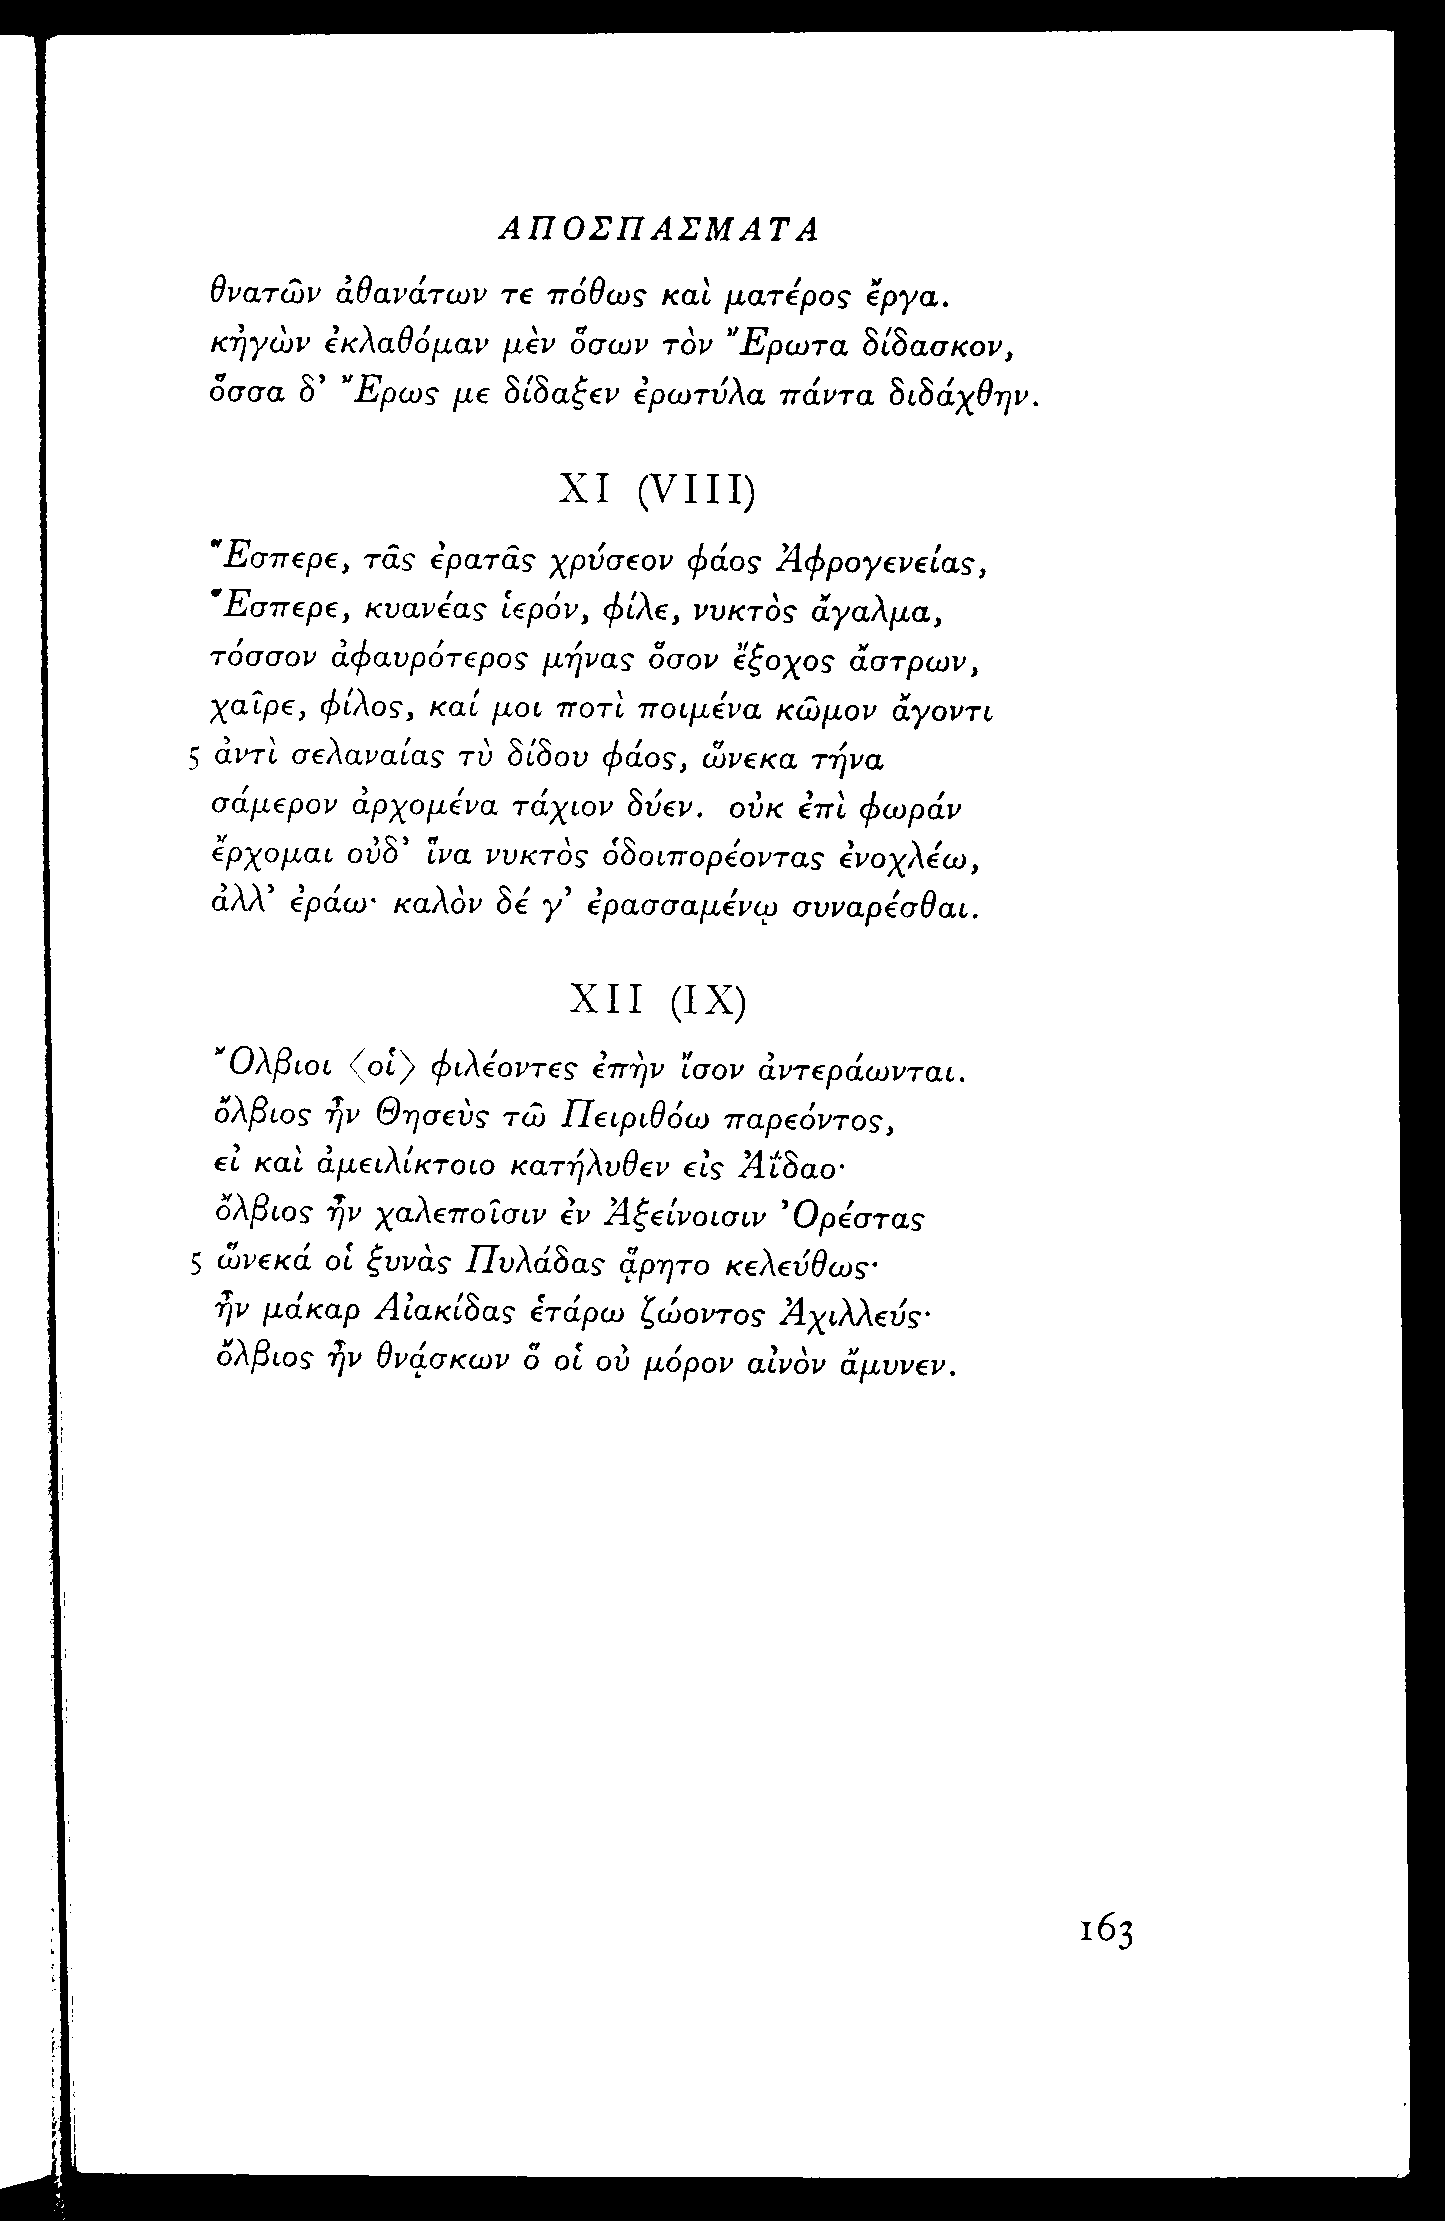 ΑΠΟΣΠΑΣΜΑΤΑ
θνατῶν ἀθανάτων τε πόθως καὶ ματέρος ἔργα.
κἠγὼν ἐκλαθόμαν μὲν ὅσων τὸν Ἔρωτα δίδασκον,
ὅσσα δ’ Ἔρως με δίδαξεν ἐρωτύλα πάντα διδάχθην.
XI (VIII)
Ἕσπερε, τᾶς ἐρατᾶς χρύσεον φάος Ἀφρογενείας,
Ἕσπερε, κυανέας ἱερόν, φίλε, νυκτὸς ἄγαλμα,
τόσσον ἀφαυρότερος μήνας ὅσον ἔξοχος ἄστρων,
χαῖρε, φίλος, καί μοι ποτὶ ποιμένα κῶμον ἄγοντι
5 ἀντὶ σελαναίας τὺ δίδου φάος, ὥνεκα τήνα
σάμερον ἀρχομένα τάχιον δύεν. οὐκ ἐπὶ φωράν
ἔρχομαι οὐδ’ ἵνα νυκτὸς ὁδοιπορέοντας ἐνοχλέω,
ἀλλ’ ἐράω· καλὸν δέ γ’ ἐρασσαμένῳ συναρέσθαι.
XII (IX)
Ὄλβιοι ⟨οἱ⟩ φιλέοντες ἐπὴν ἴσον ἀντεράωνται.
ὄλβιος ἦν Θησεὺς τῶ Πειριθόω παρεόντος,
εἰ καὶ ἀμειλίκτοιο κατήλυθεν εἰς Ἀΐδαο·
ὄλβιος ἦν χαλεποῖσιν ἐν Ἀξείνοισιν Ὀρέστας
5 ὥνεκά οἱ ξυνὰς Πυλάδας ᾅρητο κελεύθως·
ἦν μάκαρ Αἰακίδας ἑτάρω ζώοντος Ἀχιλλεύς·
ὄλβιος ἦν θνᾴσκων ὅ οἱ οὐ μόρον αἰνὸν ἄμυνεν.
163